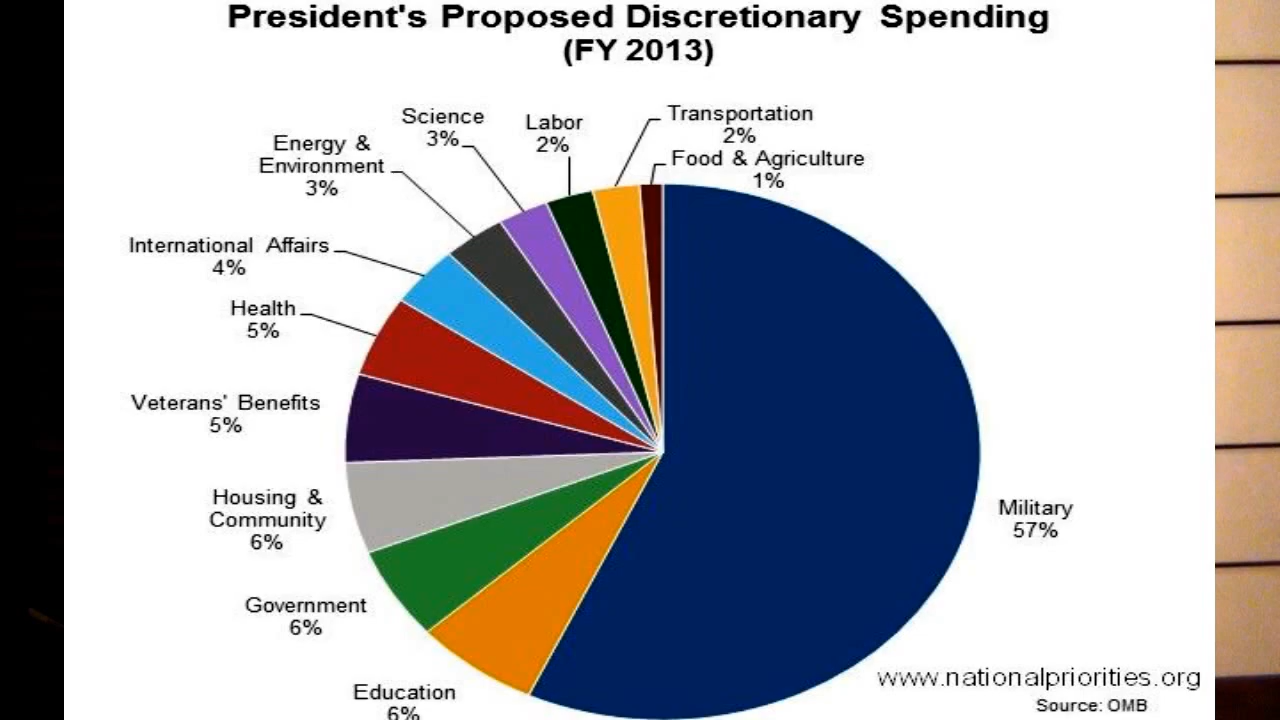 President's Proposed Discretionary Spending
(FY 2013)
Transportation
2%
Science
3%
Labor
2%
Energy &
Environment
3%
Food & Agriculture
1%
International Affairs
4%
Health
5%
Veterans' Benefits
5%
Housing &
Community
6%
Military
57%
Government
6%
Education
6%
www.nationalpriorities.org
Source: OMB